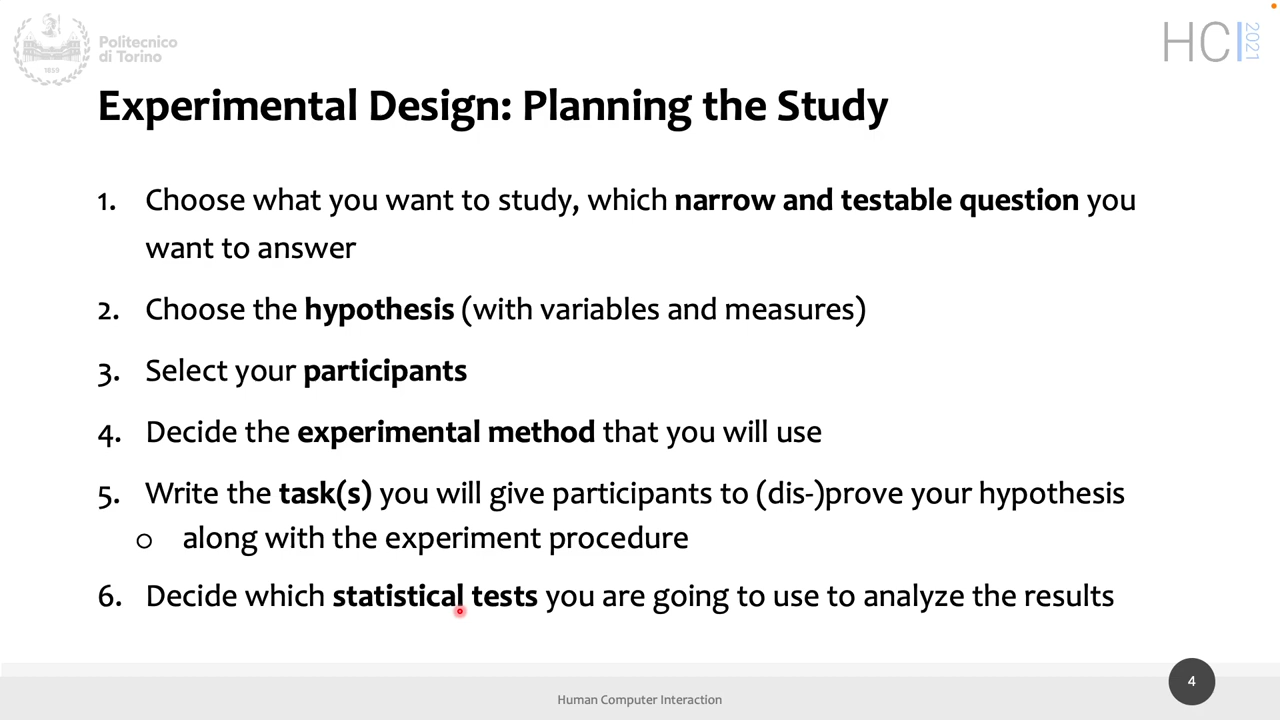 Politecnico
di Torino
1859
HCI 2021
Experimental Design: Planning the Study
1. Choose what you want to study, which narrow and testable question you
want to answer
2. Choose the hypothesis (with variables and measures)
3. Select your participants
4. Decide the experimental method that you will use
5. Write the task(s) you will give participants to (dis-)prove your hypothesis
o along with the experiment procedure
6. Decide which statistical tests you are going to use to analyze the results
Human Computer Interaction
4